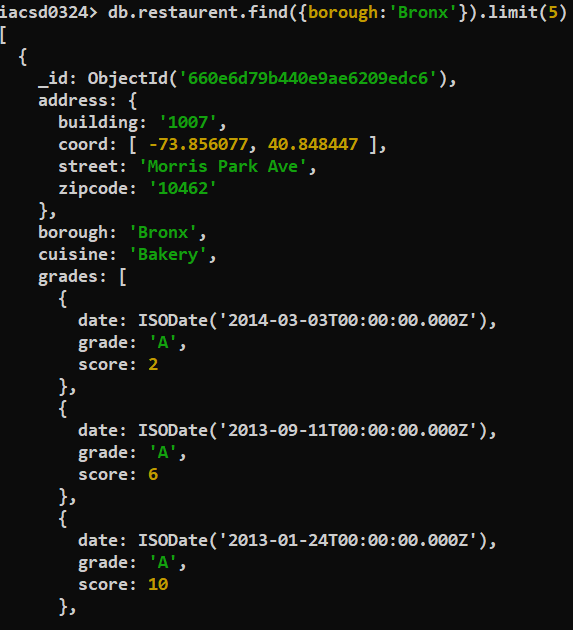 iacsd0324> db.restaurent.find({borough:'Bronx'}).limit(5)
[
  {
    _id: ObjectId('660e6d79b440e9ae6209edc6'),
    address: {
      building: '1007',
      coord: [ -73.856077, 40.848447 ],
      street: 'Morris Park Ave',
      zipcode: '10462'
    },
    borough: 'Bronx',
    cuisine: 'Bakery',
    grades: [
      {
        date: ISODate('2014-03-03T00:00:00.000Z'),
        grade: 'A',
        score: 2
      },
      {
        date: ISODate('2013-09-11T00:00:00.000Z'),
        grade: 'A',
        score: 6
      },
      {
        date: ISODate('2013-01-24T00:00:00.000Z'),
        grade: 'A',
        score: 10
      },